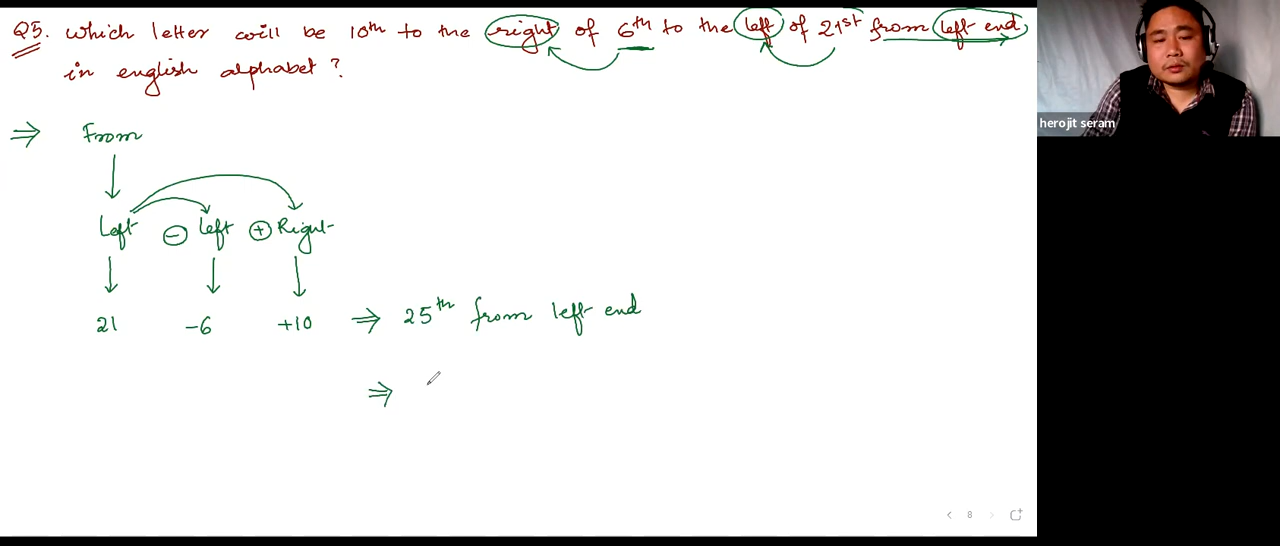 Q5. Which letter will be 10th to the right of 6th to the left of 21st from left end
in english alphabet ?
herojit seram
⇒ From
Left ⊖ Left ⊕ Right
21 -6 +10 ⇒ 25th from left end
⇒
8